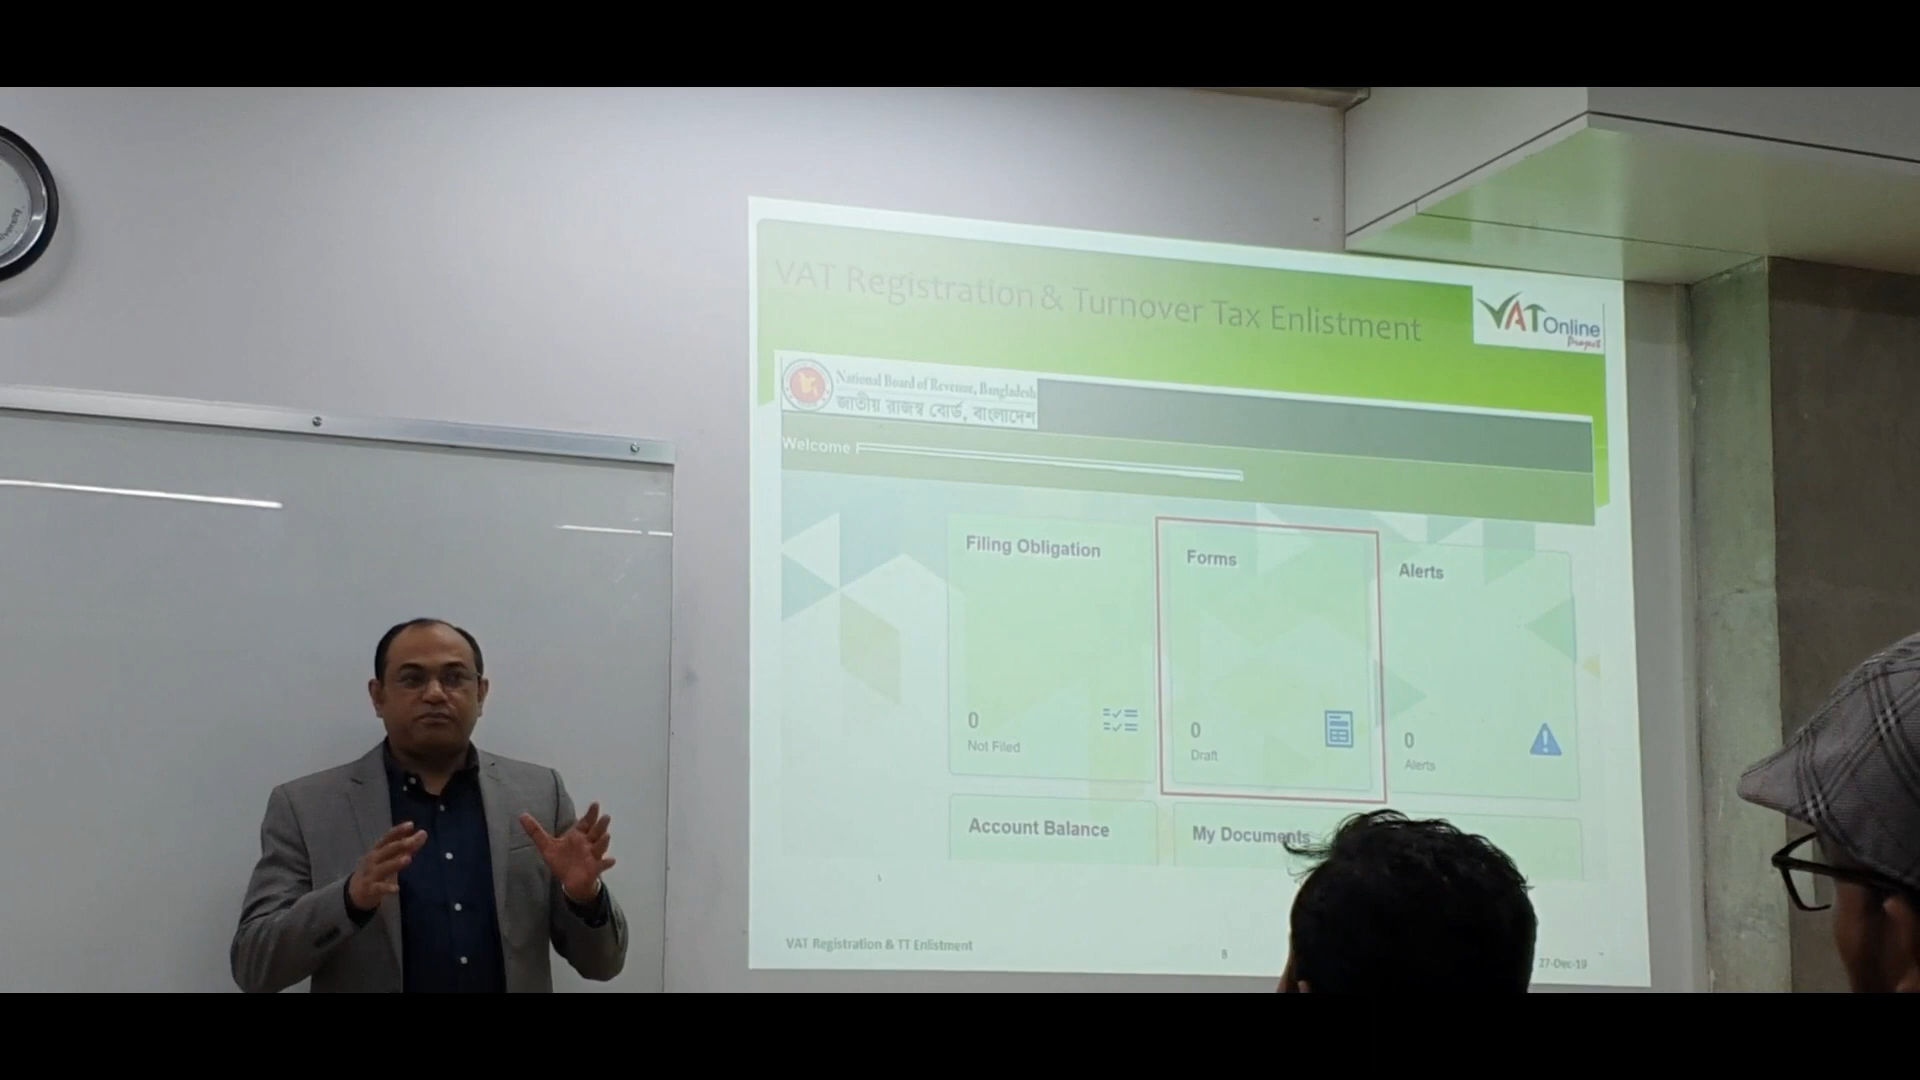 VAT Registration & Turnover Tax Enlistment
VAT Online
Project
National Board of Revenue, Bangladesh
জাতীয় রাজস্ব বোর্ড, বাংলাদেশ
Welcome
Filing Obligation
Forms
Alerts
0
0
0
Not Filed
Draft
Alerts
Account Balance
My Documents
VAT Registration & TT Enlistment
8
27-Dec-19